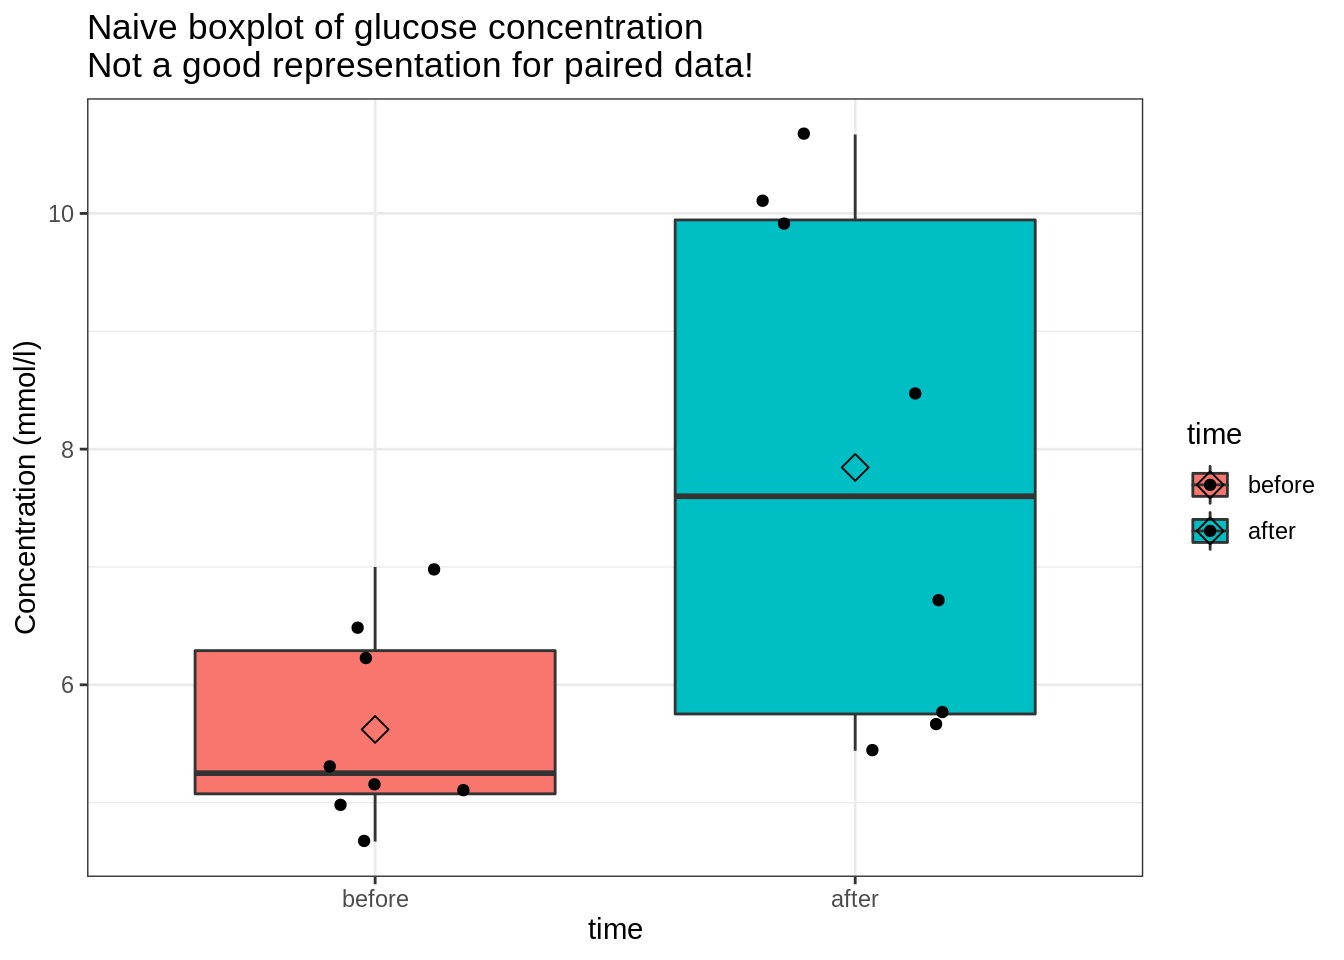 Naive boxplot of glucose concentration
Not a good representation for paired data!
Concentration (mmol/l)
10
8
6
before
after
time
time
before
after